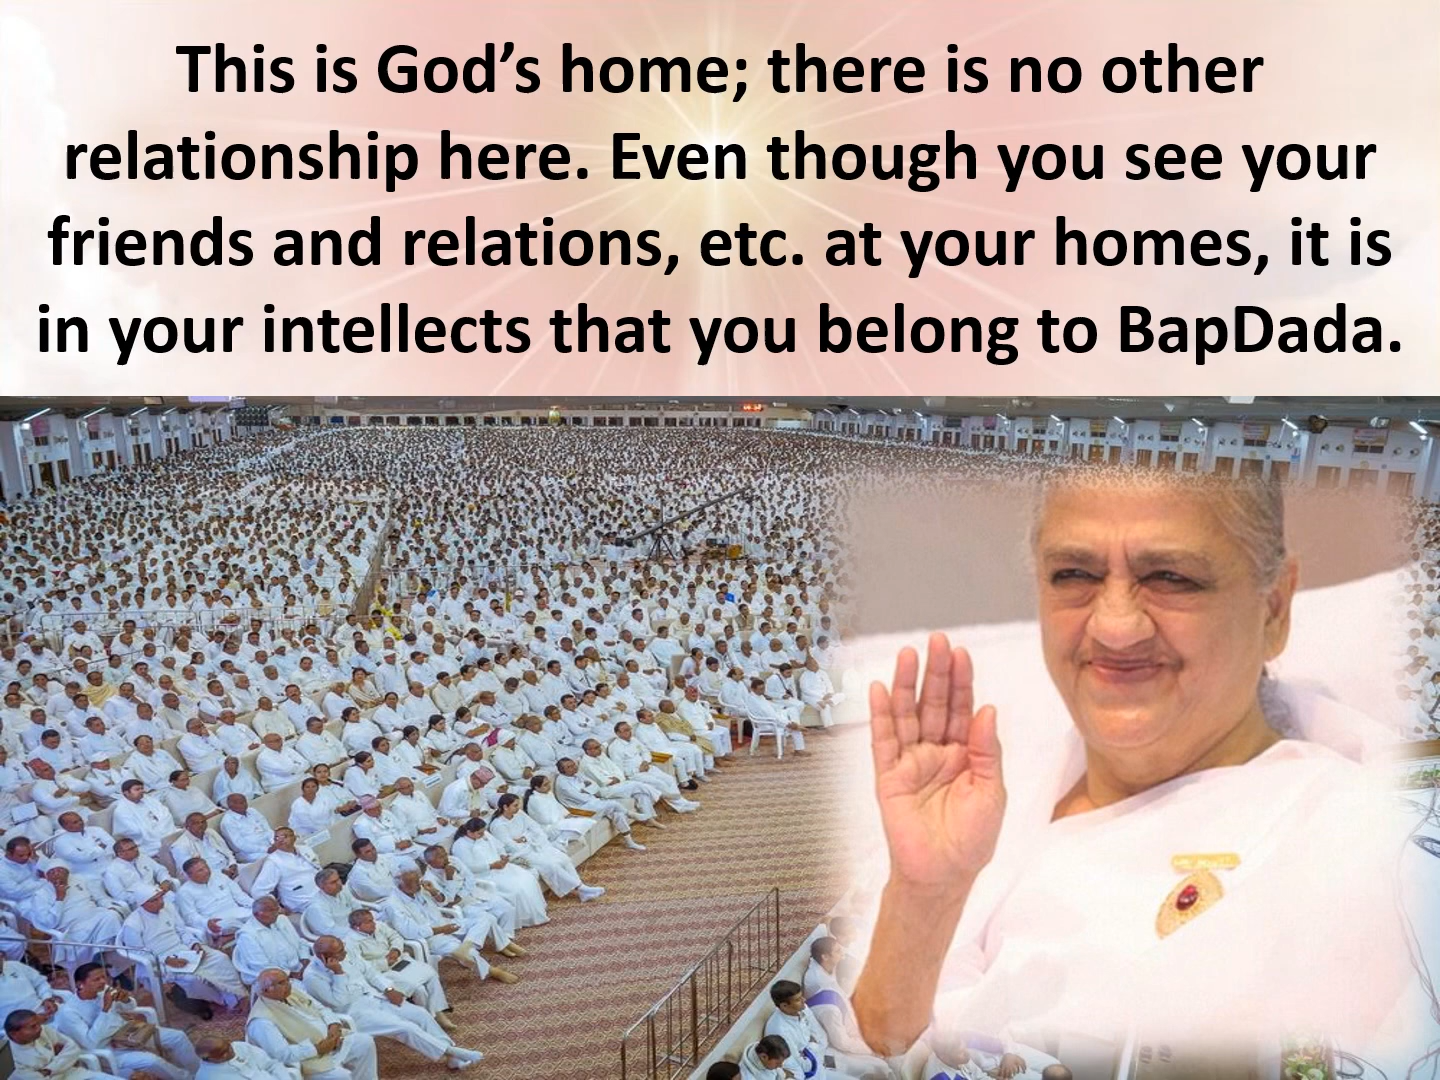 This is God’s home; there is no other
relationship here. Even though you see your
friends and relations, etc. at your homes, it is
in your intellects that you belong to BapDada.